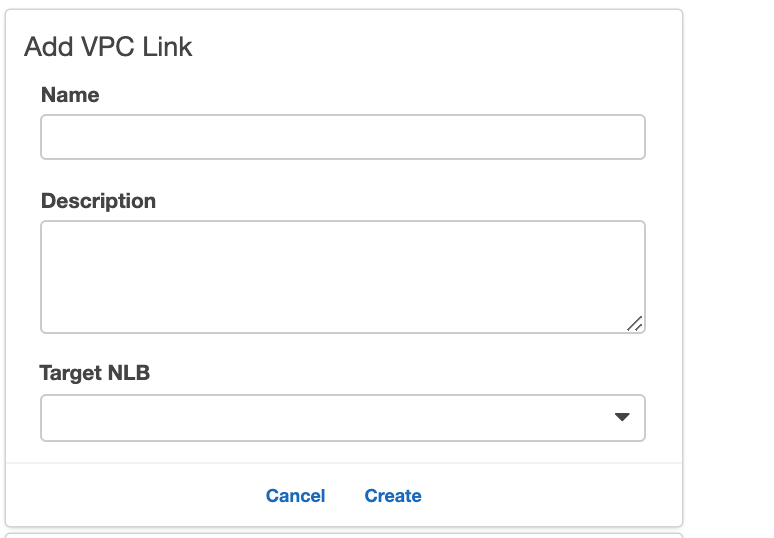 Add VPC Link
Name
Description
Target NLB
Cancel Create